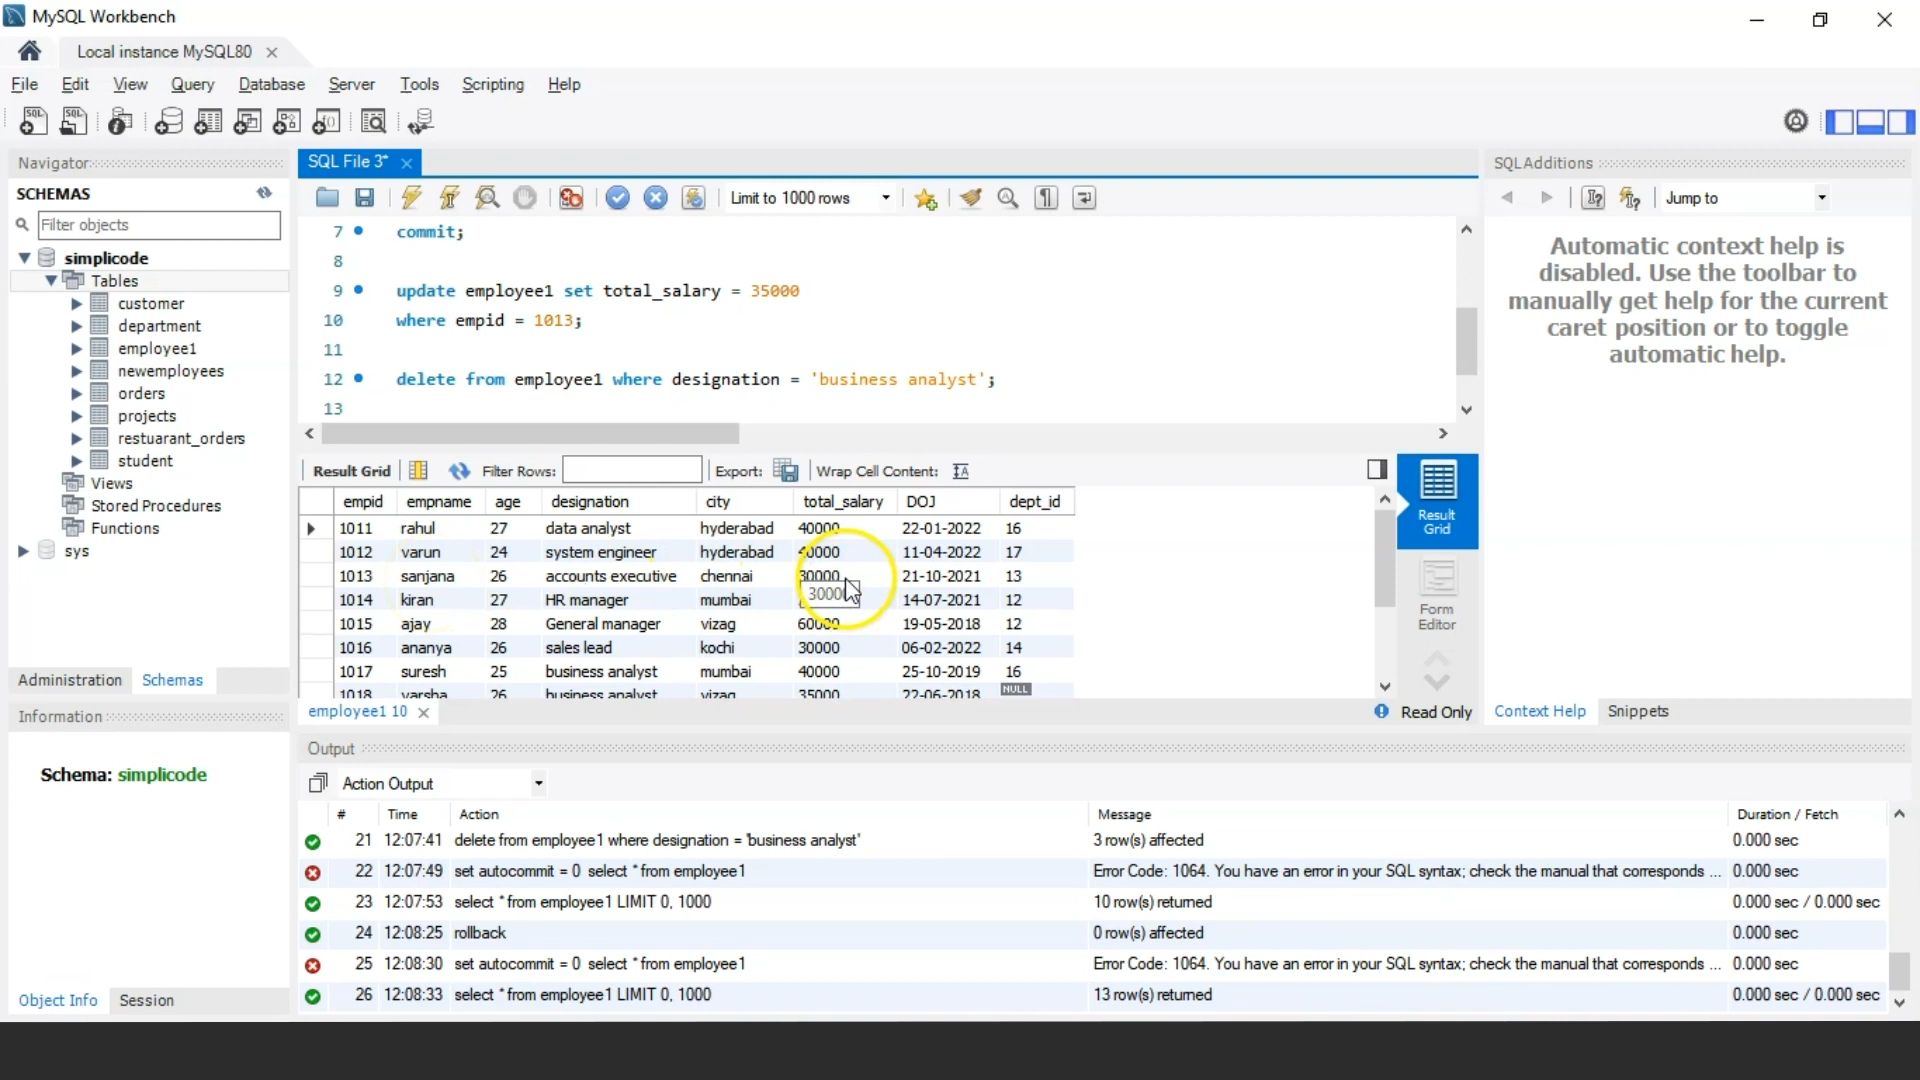 MySQL Workbench
Local instance MySQL80
File Edit View Query Database Server Tools Scripting Help
Navigator
SCHEMAS
Filter objects
simplicode
Tables
customer
department
employee1
newemployees
orders
projects
restuarant_orders
student
Views
Stored Procedures
Functions
sys
Administration Schemas
Information
Schema: simplicode
Object Info Session
SQL File 3*
Limit to 1000 rows
7 commit;
8
9 update employee1 set total_salary = 35000
10 where empid = 1013;
11
12 delete from employee1 where designation = 'business analyst';
13
Result Grid Filter Rows: Export: Wrap Cell Content:
empid empname age designation city total_salary DOJ dept_id
1011 rahul 27 data analyst hyderabad 40000 22-01-2022 16
1012 varun 24 system engineer hyderabad 40000 11-04-2022 17
1013 sanjana 26 accounts executive chennai 30000 21-10-2021 13
30000
1014 kiran 27 HR manager mumbai 14-07-2021 12
1015 ajay 28 General manager vizag 60000 19-05-2018 12
1016 ananya 26 sales lead kochi 30000 06-02-2022 14
1017 suresh 25 business analyst mumbai 40000 25-10-2019 16
1018 varsha 26 business analyst vizag 35000 22-06-2018 NULL
Result Grid
Form Editor
employee1 10
Read Only
SQLAdditions
Jump to
Automatic context help is
disabled. Use the toolbar to
manually get help for the current
caret position or to toggle
automatic help.
Context Help Snippets
Output
Action Output
# Time Action Message Duration / Fetch
21 12:07:41 delete from employee1 where designation = 'business analyst' 3 row(s) affected 0.000 sec
22 12:07:49 set autocommit = 0 select * from employee1 Error Code: 1064. You have an error in your SQL syntax; check the manual that corresponds ... 0.000 sec
23 12:07:53 select * from employee1 LIMIT 0, 1000 10 row(s) returned 0.000 sec / 0.000 sec
24 12:08:25 rollback 0 row(s) affected 0.000 sec
25 12:08:30 set autocommit = 0 select * from employee1 Error Code: 1064. You have an error in your SQL syntax; check the manual that corresponds ... 0.000 sec
26 12:08:33 select * from employee1 LIMIT 0, 1000 13 row(s) returned 0.000 sec / 0.000 sec